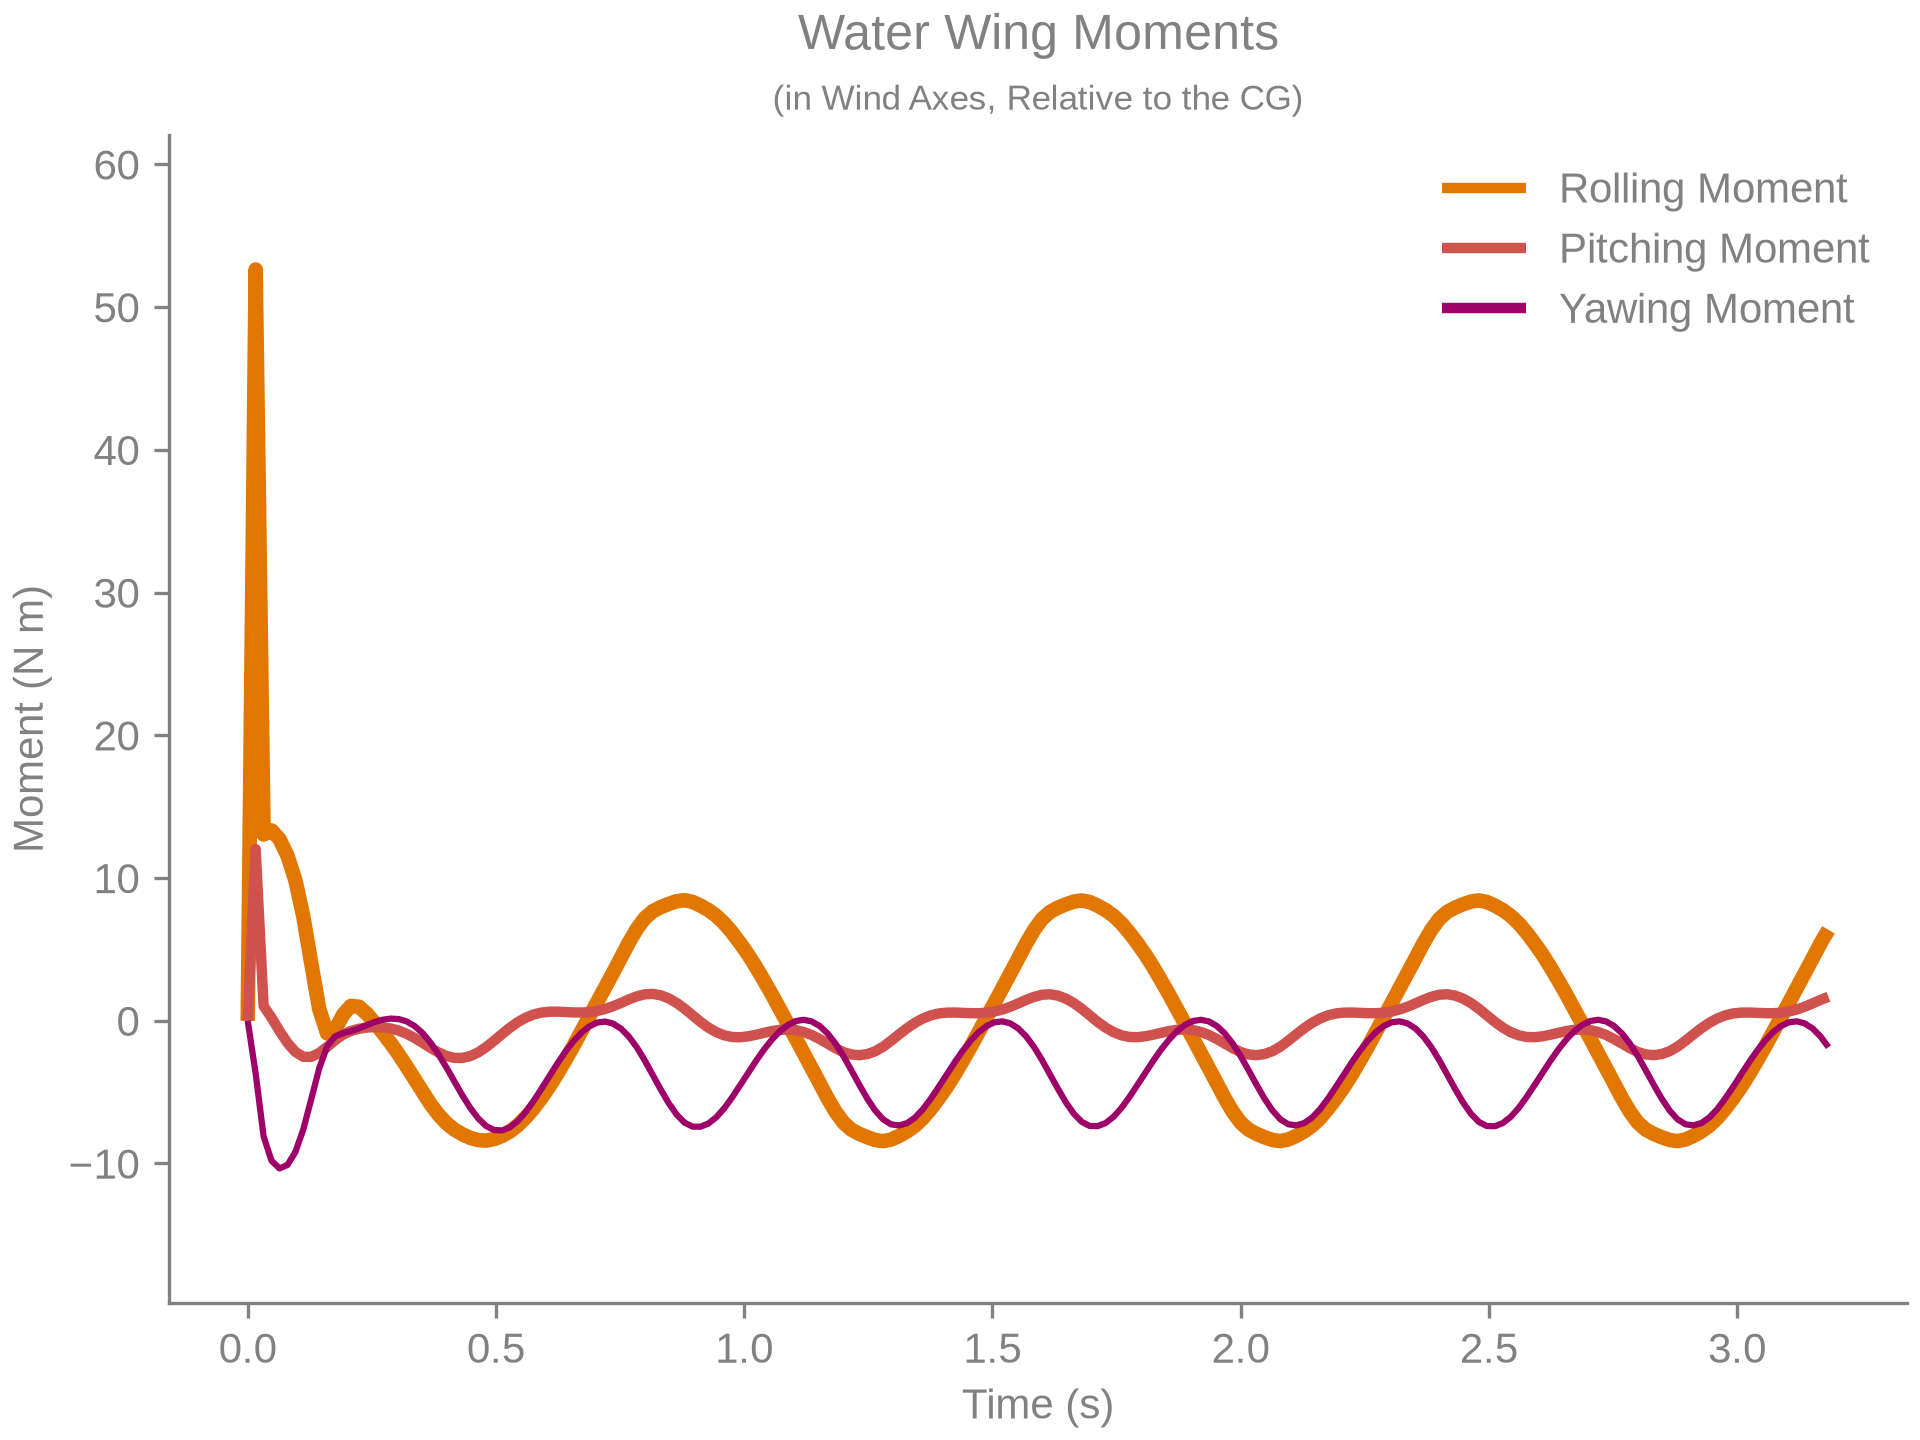 Water Wing Moments
(in Wind Axes, Relative to the CG)
60
50
40
30
20
10
0
−10
Moment (N m)
Rolling Moment
Pitching Moment
Yawing Moment
0.0 0.5 1.0 1.5 2.0 2.5 3.0
Time (s)